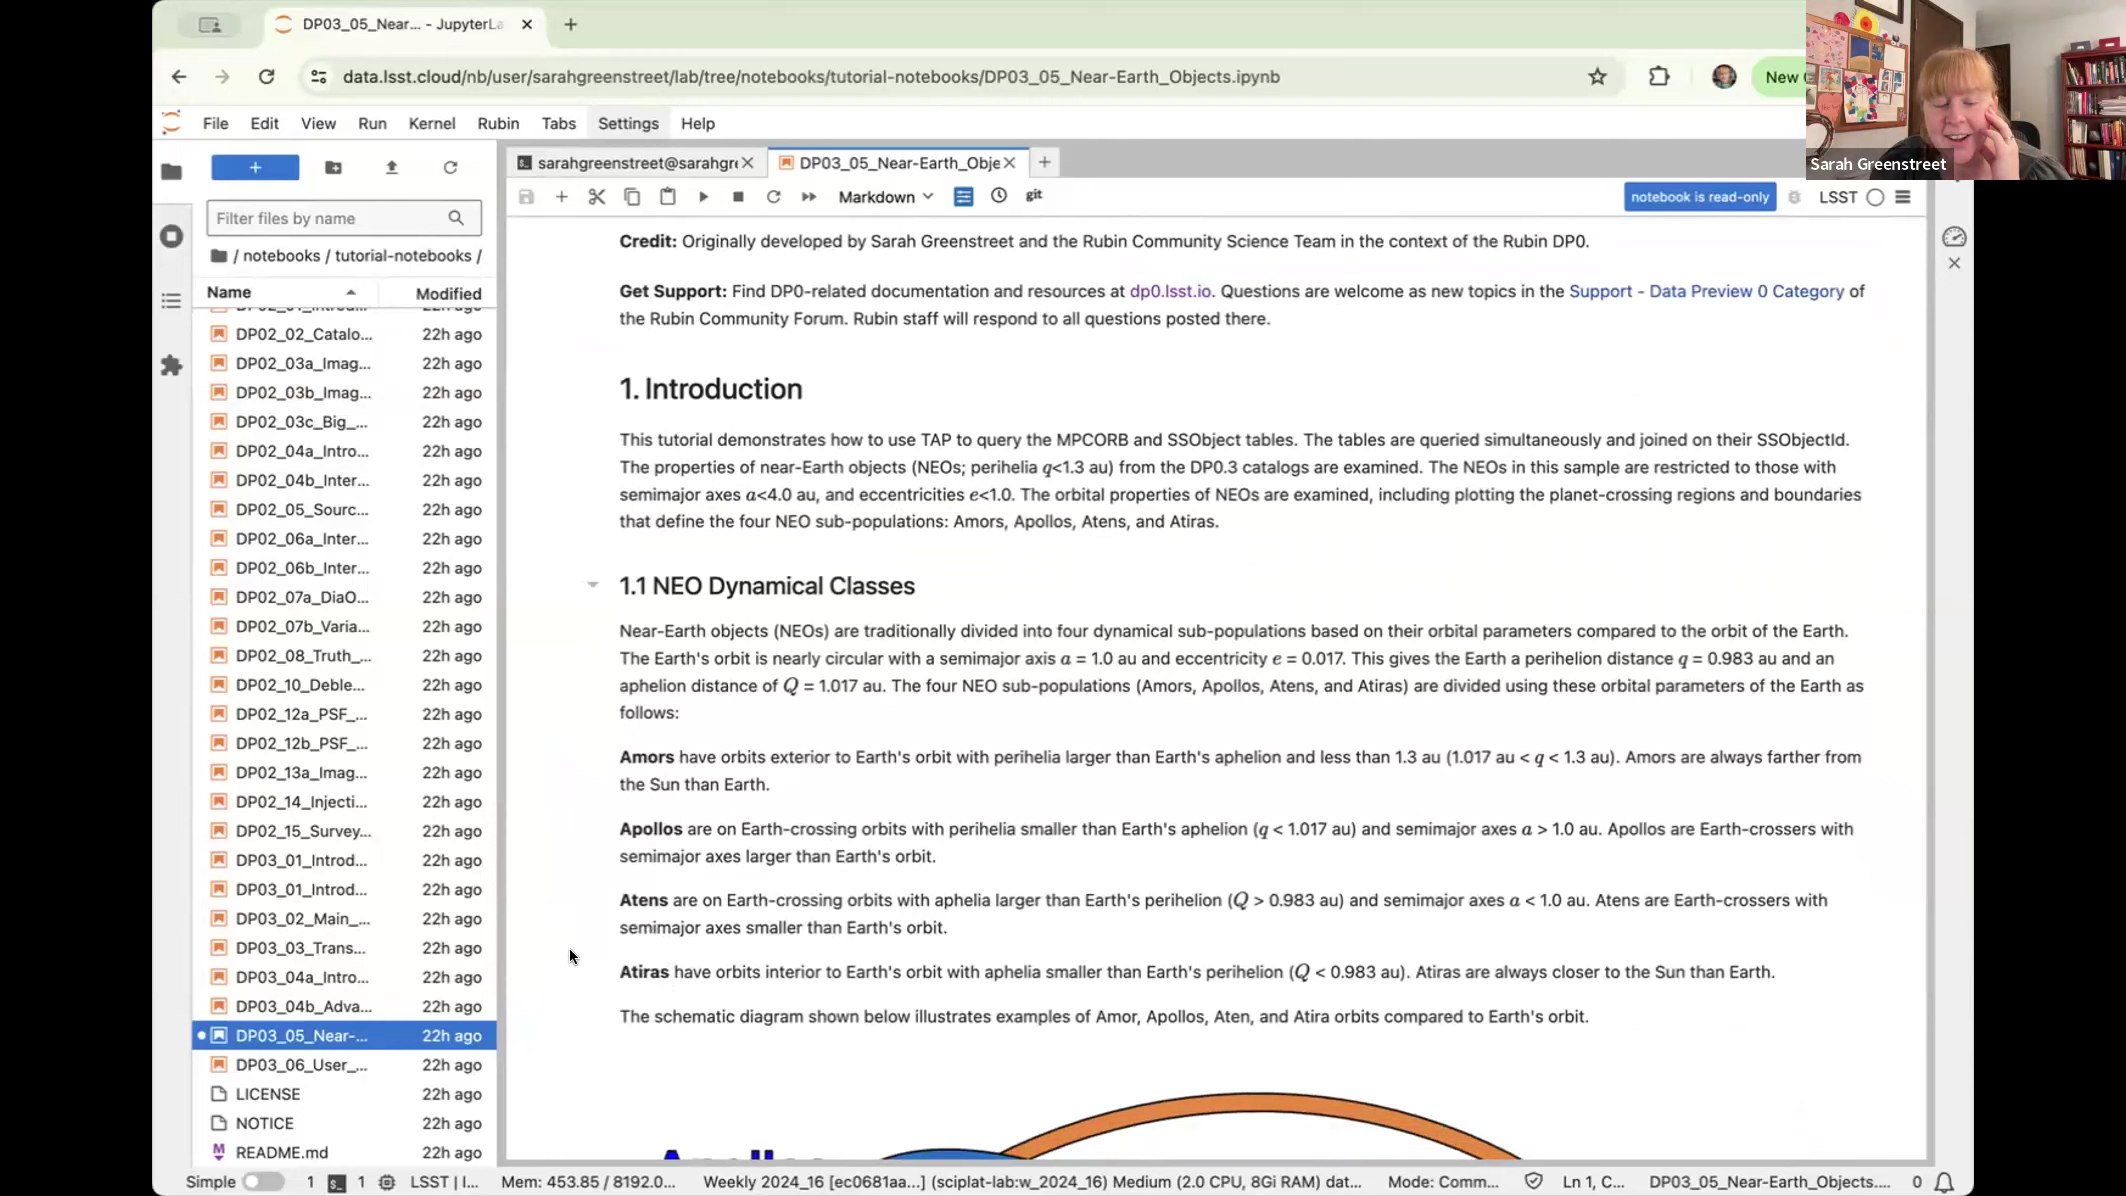 DP03_05_Near... - JupyterLa
data.lsst.cloud/nb/user/sarahgreenstreet/lab/tree/notebooks/tutorial-notebooks/DP03_05_Near-Earth_Objects.ipynb
New
Sarah Greenstreet
File Edit View Run Kernel Rubin Tabs Settings Help
sarahgreenstreet@sarahgr
DP03_05_Near-Earth_Obje
Markdown
git
notebook is read-only
LSST
Filter files by name
/ notebooks / tutorial-notebooks /
Name Modified
DP02_02_Catalo... 22h ago
DP02_03a_Imag... 22h ago
DP02_03b_Imag... 22h ago
DP02_03c_Big_... 22h ago
DP02_04a_Intro... 22h ago
DP02_04b_Inter... 22h ago
DP02_05_Sourc... 22h ago
DP02_06a_Inter... 22h ago
DP02_06b_Inter... 22h ago
DP02_07a_DiaO... 22h ago
DP02_07b_Varia... 22h ago
DP02_08_Truth_... 22h ago
DP02_10_Deble... 22h ago
DP02_12a_PSF_... 22h ago
DP02_12b_PSF_... 22h ago
DP02_13a_Imag... 22h ago
DP02_14_Injecti... 22h ago
DP02_15_Survey... 22h ago
DP03_01_Introd... 22h ago
DP03_01_Introd... 22h ago
DP03_02_Main_... 22h ago
DP03_03_Trans... 22h ago
DP03_04a_Intro... 22h ago
DP03_04b_Adva... 22h ago
DP03_05_Near-... 22h ago
DP03_06_User_... 22h ago
LICENSE 22h ago
NOTICE 22h ago
README.md 22h ago
Credit: Originally developed by Sarah Greenstreet and the Rubin Community Science Team in the context of the Rubin DP0.
Get Support: Find DP0-related documentation and resources at dp0.lsst.io. Questions are welcome as new topics in the Support - Data Preview 0 Category of
the Rubin Community Forum. Rubin staff will respond to all questions posted there.
1. Introduction
This tutorial demonstrates how to use TAP to query the MPCORB and SSObject tables. The tables are queried simultaneously and joined on their SSObjectId.
The properties of near-Earth objects (NEOs; perihelia q<1.3 au) from the DP0.3 catalogs are examined. The NEOs in this sample are restricted to those with
semimajor axes a<4.0 au, and eccentricities e<1.0. The orbital properties of NEOs are examined, including plotting the planet-crossing regions and boundaries
that define the four NEO sub-populations: Amors, Apollos, Atens, and Atiras.
1.1 NEO Dynamical Classes
Near-Earth objects (NEOs) are traditionally divided into four dynamical sub-populations based on their orbital parameters compared to the orbit of the Earth.
The Earth's orbit is nearly circular with a semimajor axis a = 1.0 au and eccentricity e = 0.017. This gives the Earth a perihelion distance q = 0.983 au and an
aphelion distance of Q = 1.017 au. The four NEO sub-populations (Amors, Apollos, Atens, and Atiras) are divided using these orbital parameters of the Earth as
follows:
Amors have orbits exterior to Earth's orbit with perihelia larger than Earth's aphelion and less than 1.3 au (1.017 au < q < 1.3 au). Amors are always farther from
the Sun than Earth.
Apollos are on Earth-crossing orbits with perihelia smaller than Earth's aphelion (q < 1.017 au) and semimajor axes a > 1.0 au. Apollos are Earth-crossers with
semimajor axes larger than Earth's orbit.
Atens are on Earth-crossing orbits with aphelia larger than Earth's perihelion (Q > 0.983 au) and semimajor axes a < 1.0 au. Atens are Earth-crossers with
semimajor axes smaller than Earth's orbit.
Atiras have orbits interior to Earth's orbit with aphelia smaller than Earth's perihelion (Q < 0.983 au). Atiras are always closer to the Sun than Earth.
The schematic diagram shown below illustrates examples of Amor, Apollos, Aten, and Atira orbits compared to Earth's orbit.
Simple 1 1 LSST | I... Mem: 453.85 / 8192.0... Weekly 2024_16 [ec0681aa...] (sciplat-lab:w_2024_16) Medium (2.0 CPU, 8Gi RAM) dat... Mode: Comm... Ln 1, C... DP03_05_Near-Earth_Objects.... 0